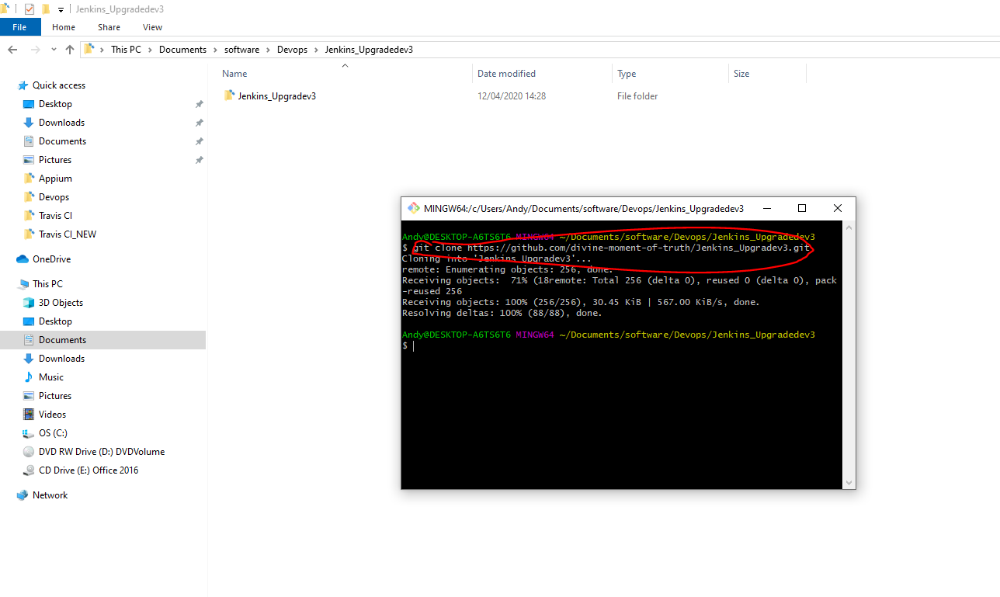 Jenkins_Upgradedev3
File Home Share View
This PC Documents software Devops Jenkins_Upgradedev3
Name Date modified Type Size
Jenkins_Upgradev3 12/04/2020 14:28 File folder
Quick access
Desktop
Downloads
Documents
Pictures
Appium
Devops
Travis CI
Travis CI_NEW
OneDrive
This PC
3D Objects
Desktop
Documents
Downloads
Music
Pictures
Videos
OS (C:)
DVD RW Drive (D:) DVDVolume
CD Drive (E:) Office 2016
Network
MINGW64:/c/Users/Andy/Documents/software/Devops/Jenkins_Upgradedev3
Andy@DESKTOP-A6TS6T6 MINGW64 ~/Documents/software/Devops/Jenkins_Upgradedev3
$ git clone https://github.com/divine-moment-of-truth/Jenkins_Upgradev3.git
Cloning into 'Jenkins_Upgradev3'...
remote: Enumerating objects: 256, done.
Receiving objects:  71% (18remote: Total 256 (delta 0), reused 0 (delta 0), pack
-reused 256
Receiving objects: 100% (256/256), 30.45 KiB | 567.00 KiB/s, done.
Resolving deltas: 100% (88/88), done.
Andy@DESKTOP-A6TS6T6 MINGW64 ~/Documents/software/Devops/Jenkins_Upgradedev3
$